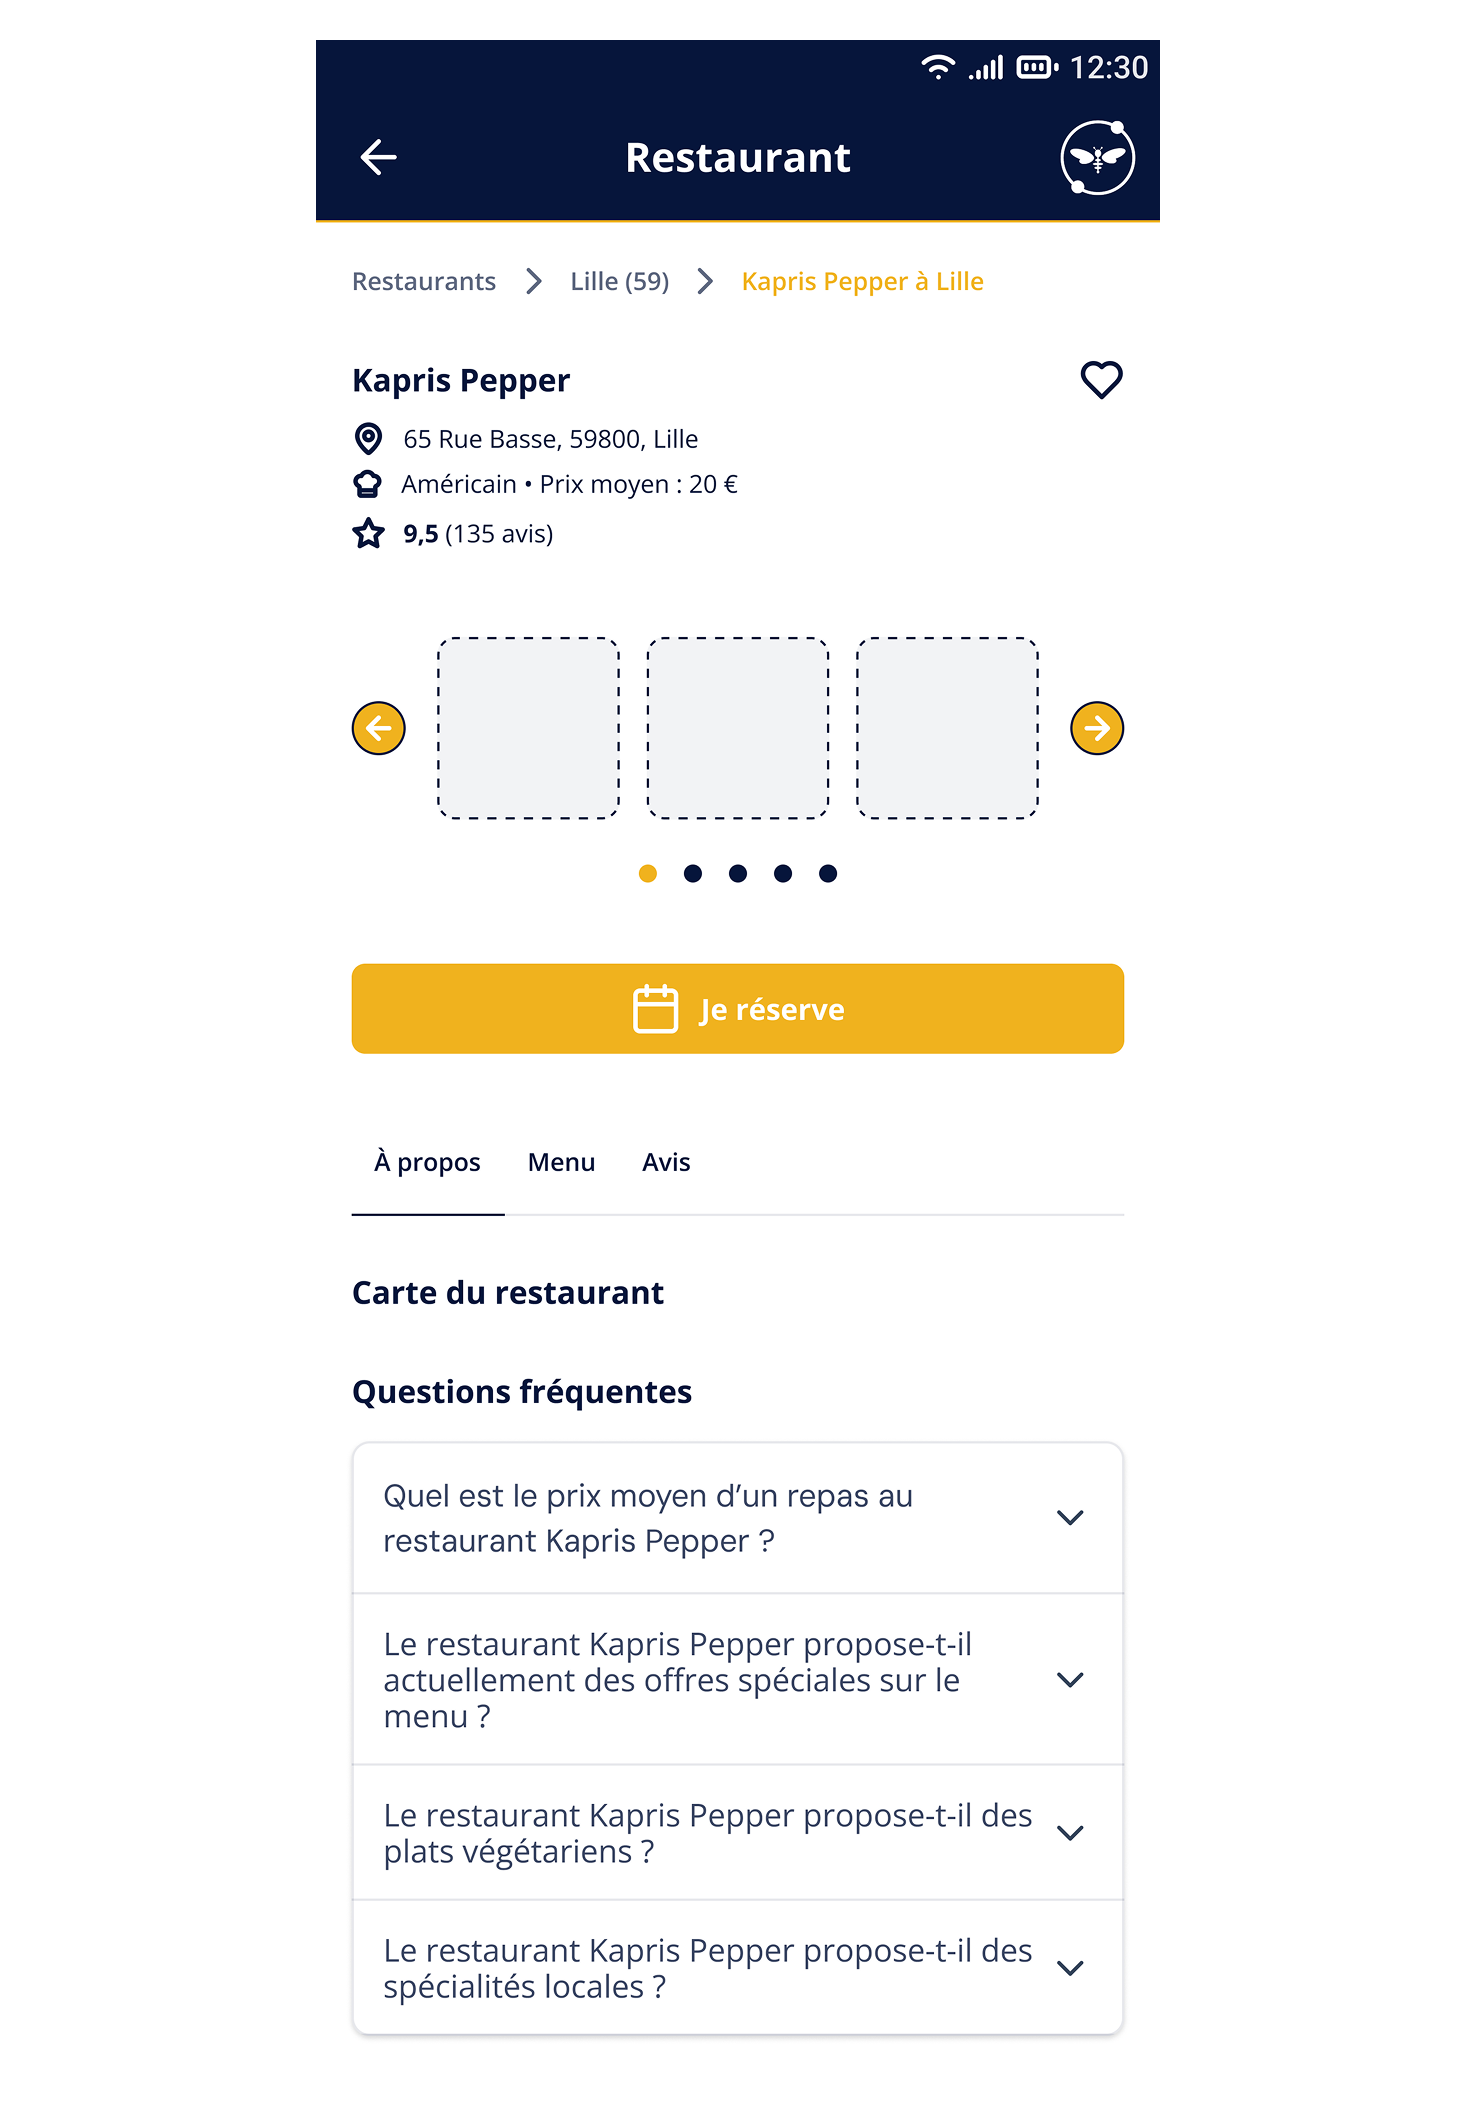 12:30
Restaurant
Restaurants Lille (59) Kapris Pepper à Lille
Kapris Pepper
65 Rue Basse, 59800, Lille
Américain • Prix moyen : 20 €
9,5 (135 avis)
Je réserve
À propos Menu Avis
Carte du restaurant
Questions fréquentes
Quel est le prix moyen d’un repas au
restaurant Kapris Pepper ?
Le restaurant Kapris Pepper propose-t-il
actuellement des offres spéciales sur le
menu ?
Le restaurant Kapris Pepper propose-t-il des
plats végétariens ?
Le restaurant Kapris Pepper propose-t-il des
spécialités locales ?